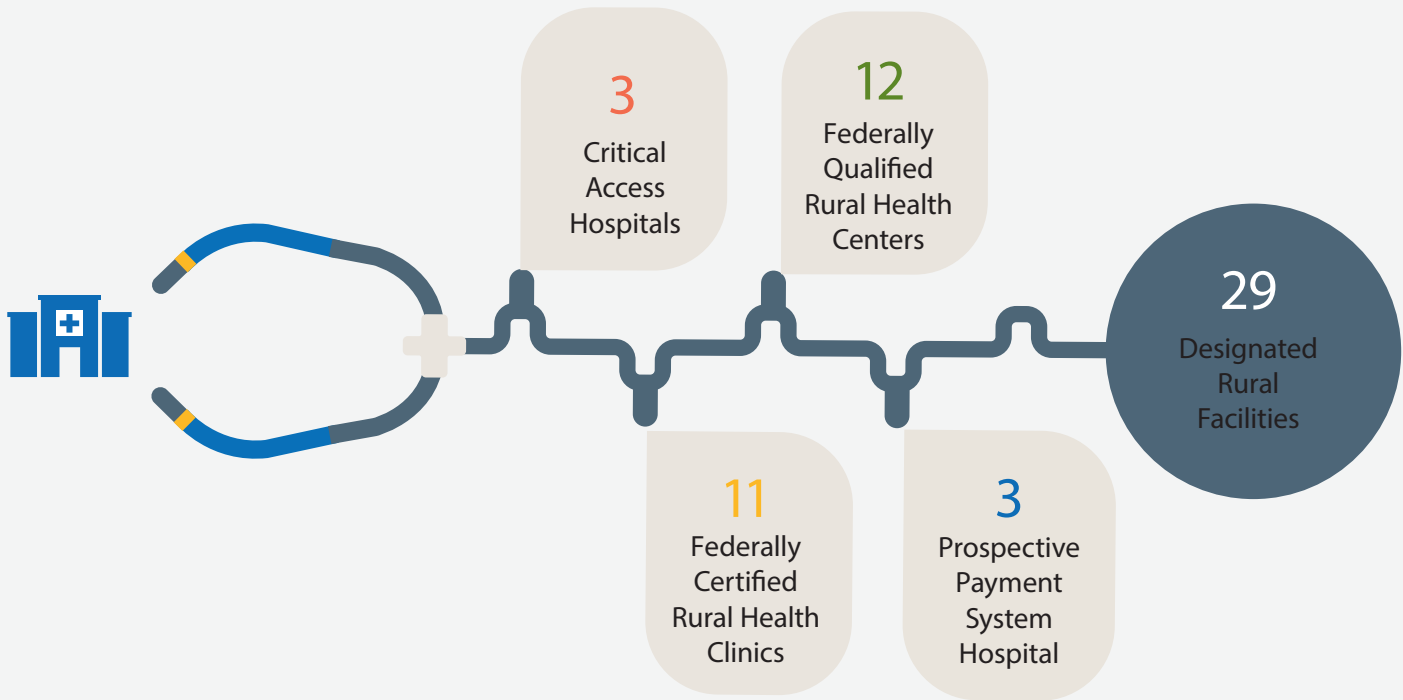 3
Critical
Access
Hospitals
11
Federally
Certified
Rural Health
Clinics
12
Federally
Qualified
Rural Health
Centers
3
Prospective
Payment
System
Hospital
29
Designated
Rural
Facilities